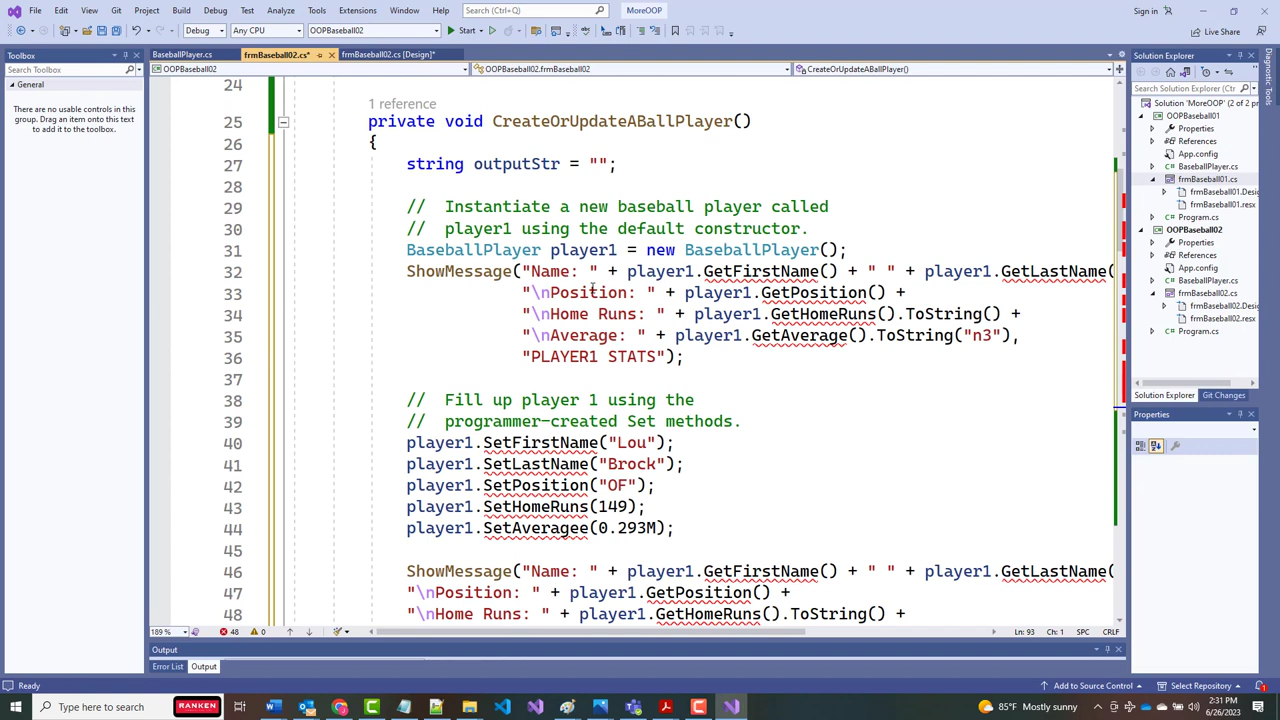 File Edit View Git Project Build Debug Test Analyze Tools Extensions Window Help Search (Ctrl+Q) MoreOOP Sign in
Debug Any CPU OOPBaseball02 Start Live Share
Toolbox
Search Toolbox
General
There are no usable controls in this
group. Drag an item onto this text
to add it to the toolbox.
BaseballPlayer.cs frmBaseball02.cs* frmBaseball02.cs [Design]*
OOPBaseball02 OOPBaseball02.frmBaseball02 CreateOrUpdateABallPlayer()
24
1 reference
25 private void CreateOrUpdateABallPlayer()
26 {
27 string outputStr = "";
28
29 // Instantiate a new baseball player called
30 // player1 using the default constructor.
31 BaseballPlayer player1 = new BaseballPlayer();
32 ShowMessage("Name: " + player1.GetFirstName() + " " + player1.GetLastName(
33 "\nPosition: " + player1.GetPosition() +
34 "\nHome Runs: " + player1.GetHomeRuns().ToString() +
35 "\nAverage: " + player1.GetAverage().ToString("n3"),
36 "PLAYER1 STATS");
37
38 // Fill up player 1 using the
39 // programmer-created Set methods.
40 player1.SetFirstName("Lou");
41 player1.SetLastName("Brock");
42 player1.SetPosition("OF");
43 player1.SetHomeRuns(149);
44 player1.SetAveragee(0.293M);
45
46 ShowMessage("Name: " + player1.GetFirstName() + " " + player1.GetLastName(
47 "\nPosition: " + player1.GetPosition() +
48 "\nHome Runs: " + player1.GetHomeRuns().ToString() +
189 % 48 0 Ln: 93 Ch: 1 SPC CRLF
Output
Error List Output
Solution Explorer
Search Solution Explorer (Ctrl+
Solution 'MoreOOP' (2 of 2 p
OOPBaseball01
Properties
References
App.config
BaseballPlayer.cs
frmBaseball01.cs
frmBaseball01.Desig
frmBaseball01.resx
Program.cs
OOPBaseball02
Properties
References
App.config
BaseballPlayer.cs
frmBaseball02.cs
frmBaseball02.Desig
frmBaseball02.resx
Program.cs
Solution Explorer Git Changes
Properties
Diagnostic Tools
Ready Add to Source Control Select Repository 1
Type here to search RANKEN 85°F Mostly sunny 2:31 PM
6/26/2023